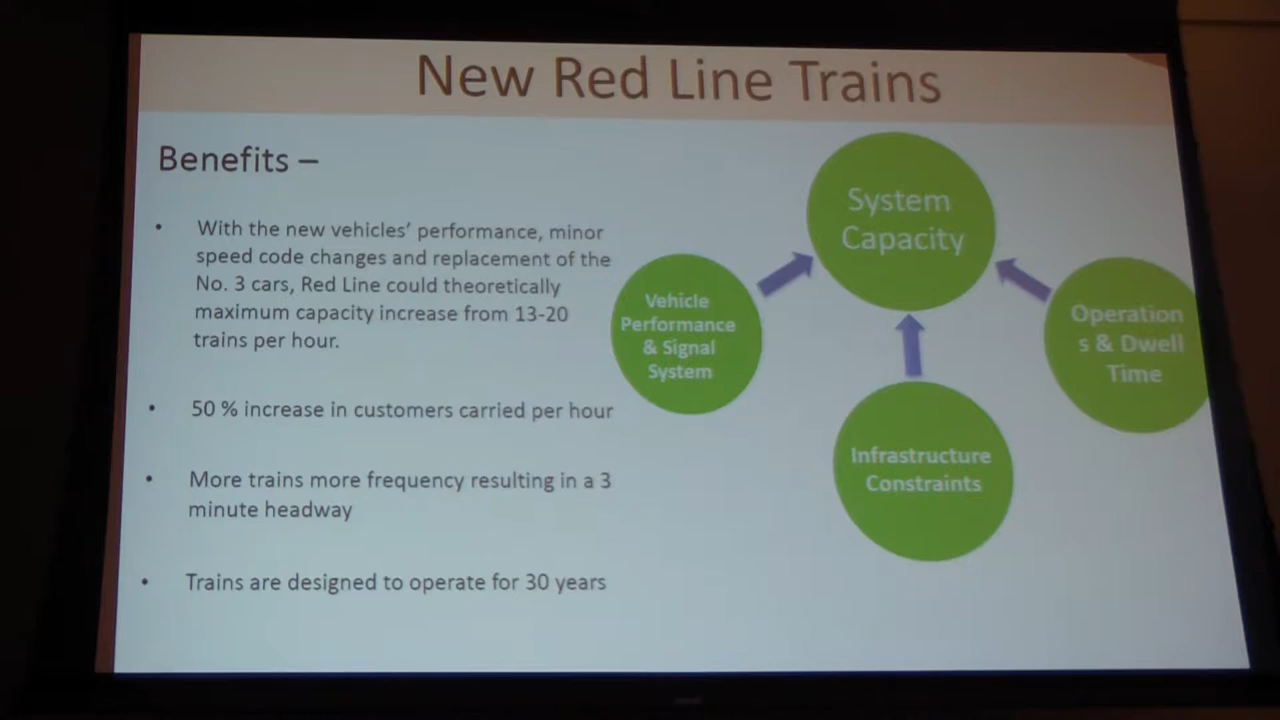 New Red Line Trains
Benefits –
• With the new vehicles’ performance, minor
speed code changes and replacement of the
No. 3 cars, Red Line could theoretically
maximum capacity increase from 13-20
trains per hour.
• 50 % increase in customers carried per hour
• More trains more frequency resulting in a 3
minute headway
• Trains are designed to operate for 30 years
System
Capacity
Vehicle
Performance
& Signal
System
Infrastructure
Constraints
Operation
s & Dwell
Time